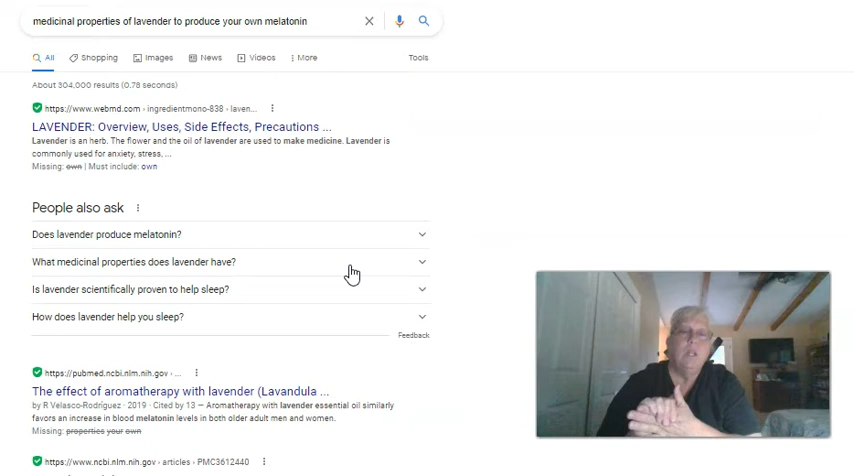 medicinal properties of lavender to produce your own melatonin
All Shopping Images News Videos More Tools
About 304,000 results (0.78 seconds)
https://www.webmd.com › ingredientmono-838 › laven...
LAVENDER: Overview, Uses, Side Effects, Precautions ...
Lavender is an herb. The flower and the oil of lavender are used to make medicine. Lavender is
commonly used for anxiety, stress, ...
Missing: own | Must include: own
People also ask
Does lavender produce melatonin?
What medicinal properties does lavender have?
Is lavender scientifically proven to help sleep?
How does lavender help you sleep?
Feedback
https://pubmed.ncbi.nlm.nih.gov › ...
The effect of aromatherapy with lavender (Lavandula ...
by R Velasco-Rodríguez · 2019 · Cited by 13 — Aromatherapy with lavender essential oil similarly
favors an increase in blood melatonin levels in both older adult men and women.
Missing: properties your own
https://www.ncbi.nlm.nih.gov › articles › PMC3612440